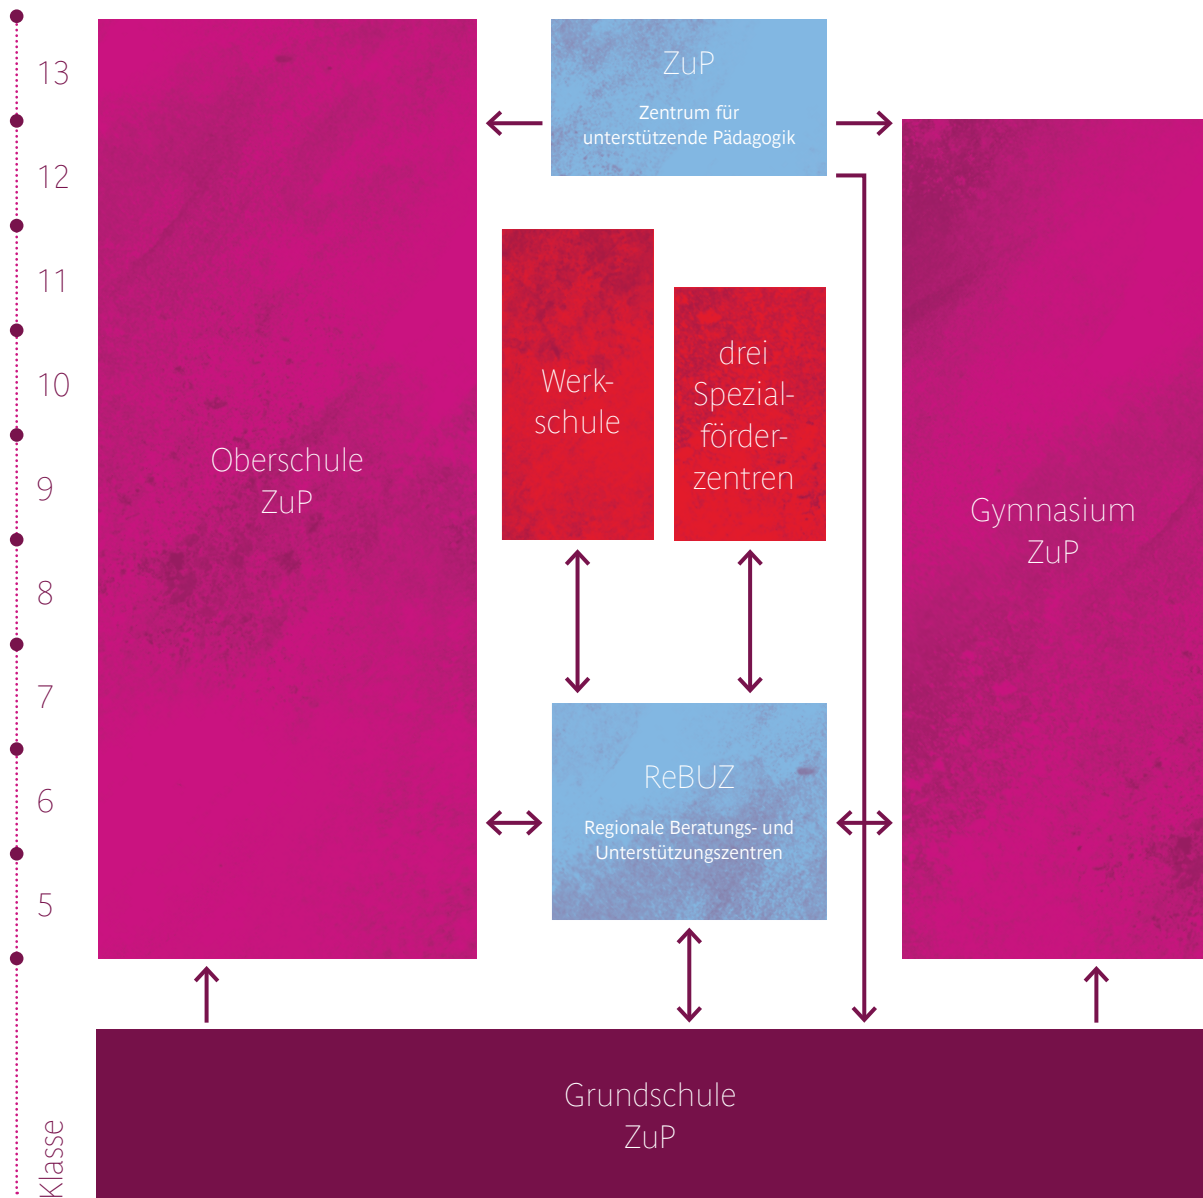 13
12
11
10
9
8
7
6
5
Klasse
Oberschule
ZuP
ZuP
Zentrum für
unterstützende Pädagogik
Werk-
schule
drei
Spezial-
förder-
zentren
ReBUZ
Regionale Beratungs- und
Unterstützungszentren
Gymnasium
ZuP
Grundschule
ZuP